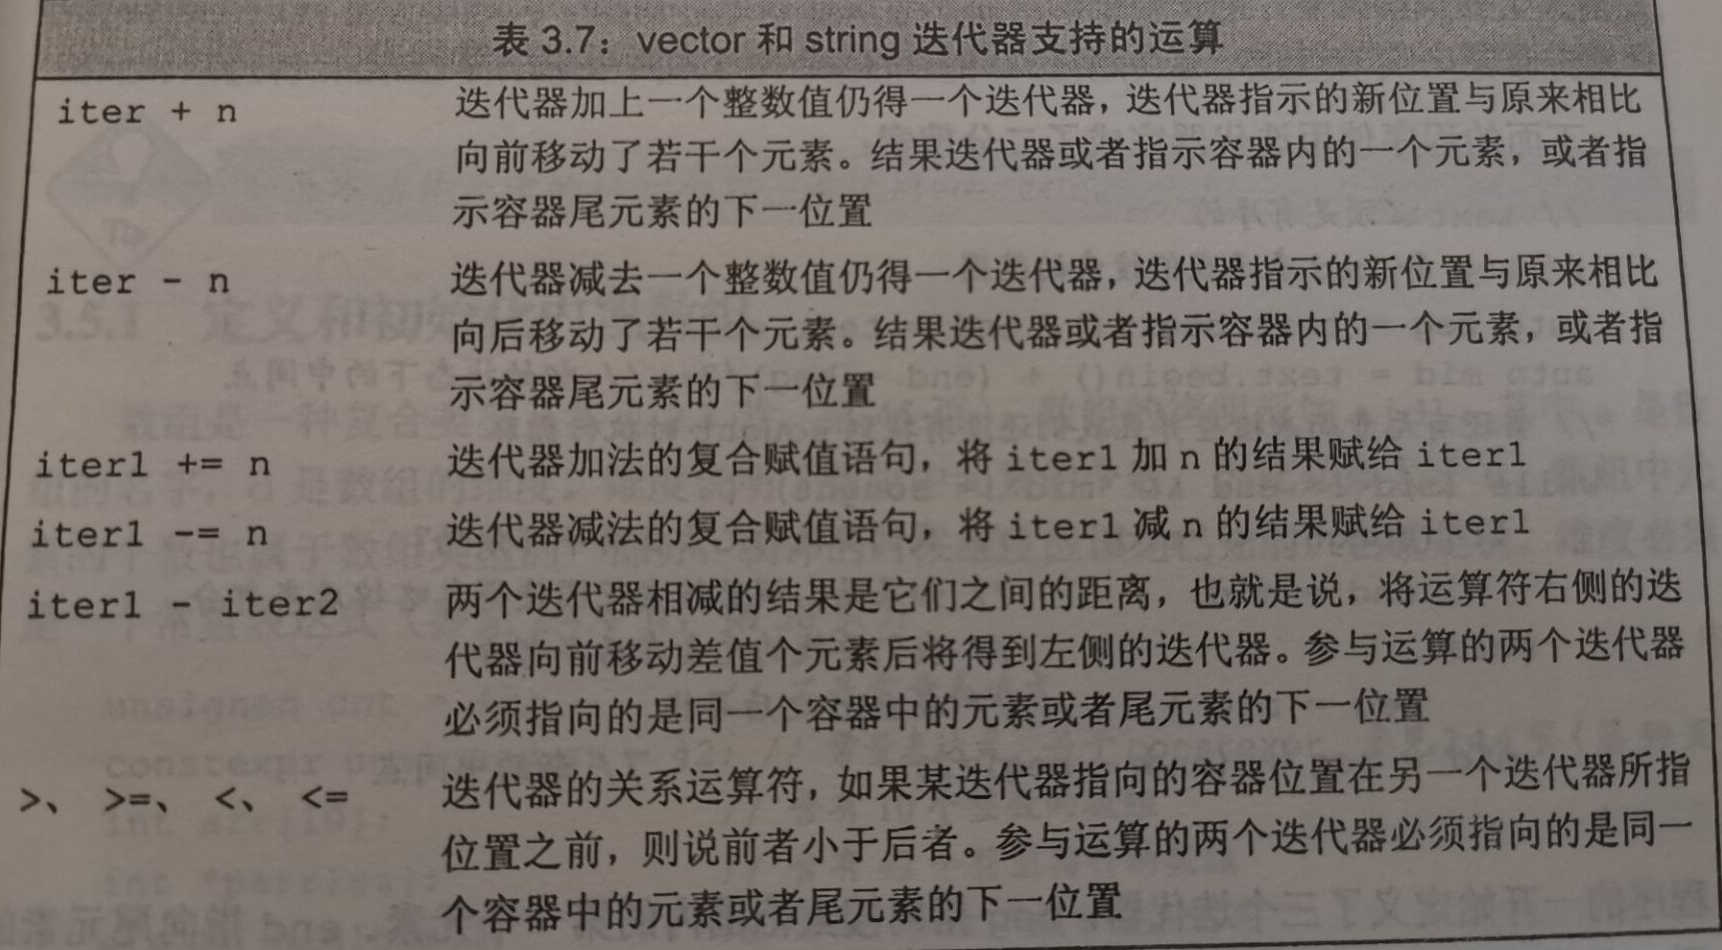 表 3.7：vector 和 string 迭代器支持的运算
iter + n 迭代器加上一个整数值仍得一个迭代器，迭代器指示的新位置与原来相比
向前移动了若干个元素。结果迭代器或者指示容器内的一个元素，或者指
示容器尾元素的下一位置
iter - n 迭代器减去一个整数值仍得一个迭代器，迭代器指示的新位置与原来相比
向后移动了若干个元素。结果迭代器或者指示容器内的一个元素，或者指
示容器尾元素的下一位置
iter1 += n 迭代器加法的复合赋值语句，将 iter1 加 n 的结果赋给 iter1
iter1 -= n 迭代器减法的复合赋值语句，将 iter1 减 n 的结果赋给 iter1
iter1 - iter2 两个迭代器相减的结果是它们之间的距离，也就是说，将运算符右侧的迭
代器向前移动差值个元素后将得到左侧的迭代器。参与运算的两个迭代器
必须指向的是同一个容器中的元素或者尾元素的下一位置
>、 >=、 <、 <= 迭代器的关系运算符，如果某迭代器指向的容器位置在另一个迭代器所指
位置之前，则说前者小于后者。参与运算的两个迭代器必须指向的是同一
个容器中的元素或者尾元素的下一位置